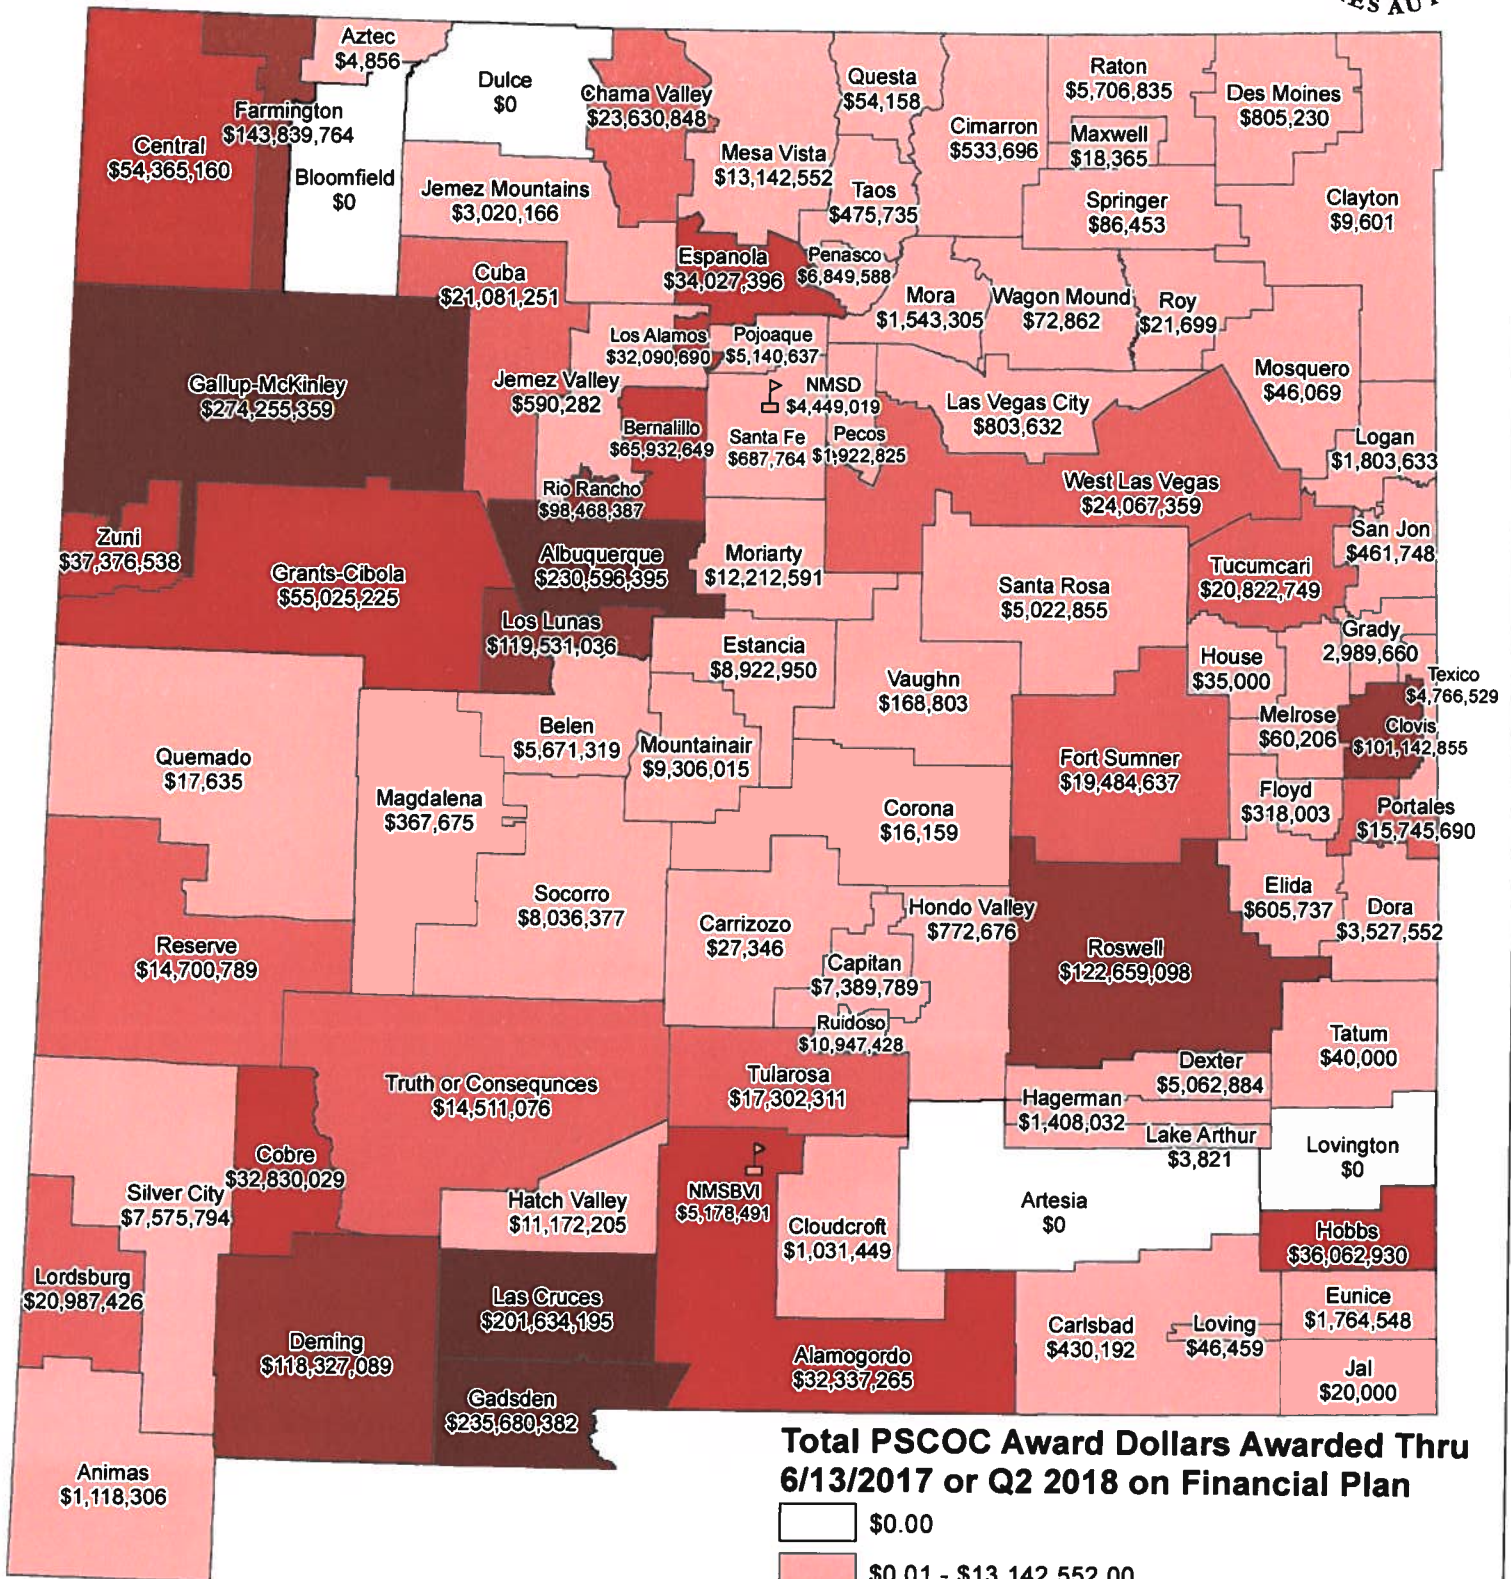 ES AUT
Aztec
$4,856
Dulce
$0
Chama Valley
$23,630,848
Questa
$54,158
Raton
$5,706,835
Des Moines
$805,230
Farmington
$143,839,764
Central
$54,365,160
Bloomfield
$0
Cimarron
$533,696
Maxwell
$18,365
Mesa Vista
$13,142,552
Jemez Mountains
$3,020,166
Taos
$475,735
Springer
$86,453
Clayton
$9,601
Espanola
$34,027,396
Penasco
$6,849,588
Cuba
$21,081,251
Mora
$1,543,305
Wagon Mound
$72,862
Roy
$21,699
Los Alamos
$32,090,690
Pojoaque
$5,140,637
Gallup-McKinley
$274,255,359
Jemez Valley
$590,282
NMSD
$4,449,019
Las Vegas City
$803,632
Mosquero
$46,069
Bernalillo
$65,932,649
Santa Fe
$687,764
Pecos
$1,922,825
Logan
$1,803,633
Rio Rancho
$98,468,387
West Las Vegas
$24,067,359
Zuni
$37,376,538
Grants-Cibola
$55,025,225
Albuquerque
$230,596,395
Moriarty
$12,212,591
Santa Rosa
$5,022,855
Tucumcari
$20,822,749
San Jon
$461,748
Los Lunas
$119,531,036
Estancia
$8,922,950
Vaughn
$168,803
House
$35,000
Grady
2,989,660
Texico
$4,766,529
Belen
$5,671,319
Mountainair
$9,306,015
Melrose
$60,206
Clovis
$101,142,855
Quemado
$17,635
Magdalena
$367,675
Fort Sumner
$19,484,637
Corona
$16,159
Floyd
$318,003
Portales
$15,745,690
Socorro
$8,036,377
Carrizozo
$27,346
Hondo Valley
$772,676
Elida
$605,737
Dora
$3,527,552
Reserve
$14,700,789
Capitan
$7,389,789
Roswell
$122,659,098
Ruidoso
$10,947,428
Tatum
$40,000
Truth or Consequnces
$14,511,076
Tularosa
$17,302,311
Dexter
$5,062,884
Hagerman
$1,408,032
Lake Arthur
$3,821
Lovington
$0
Cobre
$32,830,029
Silver City
$7,575,794
Hatch Valley
$11,172,205
NMSBVI
$5,178,491
Cloudcroft
$1,031,449
Artesia
$0
Hobbs
$36,062,930
Lordsburg
$20,987,426
Las Cruces
$201,634,195
Deming
$118,327,089
Carlsbad
$430,192
Loving
$46,459
Eunice
$1,764,548
Alamogordo
$32,337,265
Jal
$20,000
Gadsden
$235,680,382
Animas
$1,118,306
Total PSCOC Award Dollars Awarded Thru
6/13/2017 or Q2 2018 on Financial Plan
$0.00
$0.01 - $13,142,552.00